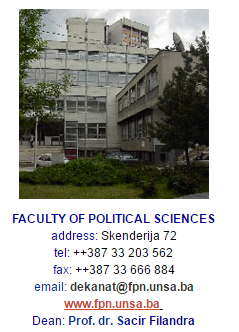 FACULTY OF POLITICAL SCIENCES
address: Skenderija 72
tel: ++387 33 203 562
fax: ++387 33 666 884
email: dekanat@fpn.unsa.ba
www.fpn.unsa.ba
Dean: Prof. dr. Sacir Filandra